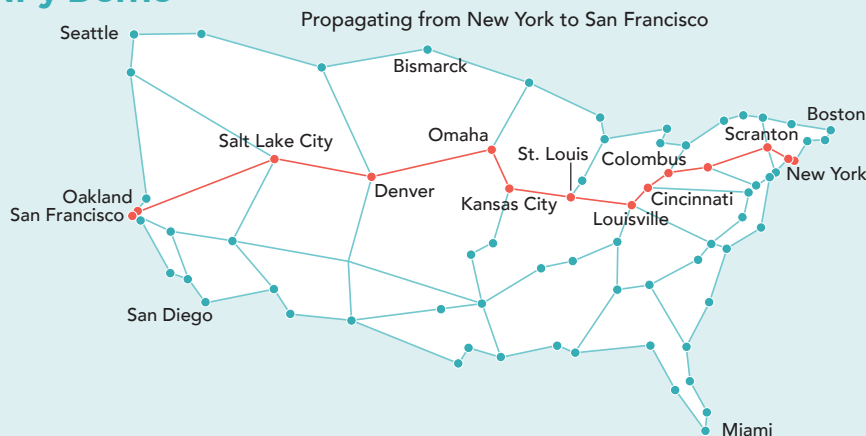 Propagating from New York to San Francisco
Seattle
Bismarck
Boston
Scranton
Omaha
Salt Lake City
St. Louis
Colombus
New York
Denver
Oakland
Kansas City
Cincinnati
San Francisco
Louisville
San Diego
Miami